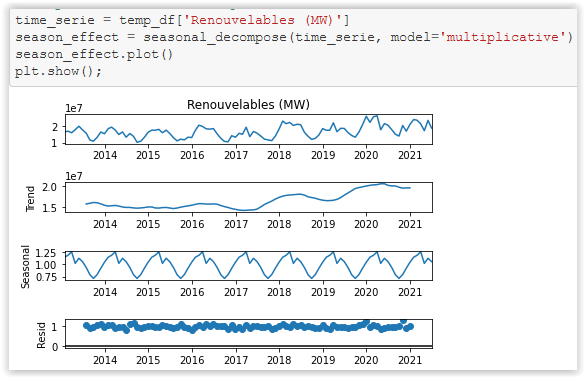 time_serie = temp_df['Renouvelables (MW)']
season_effect = seasonal_decompose(time_serie, model='multiplicative')
season_effect.plot()
plt.show();
Renouvelables (MW)
1e7
2
1
2014 2015 2016 2017 2018 2019 2020 2021
1e7
Trend
2.0
1.5
2014 2015 2016 2017 2018 2019 2020 2021
Seasonal
1.25
1.00
0.75
2014 2015 2016 2017 2018 2019 2020 2021
Resid
1
0
2014 2015 2016 2017 2018 2019 2020 2021